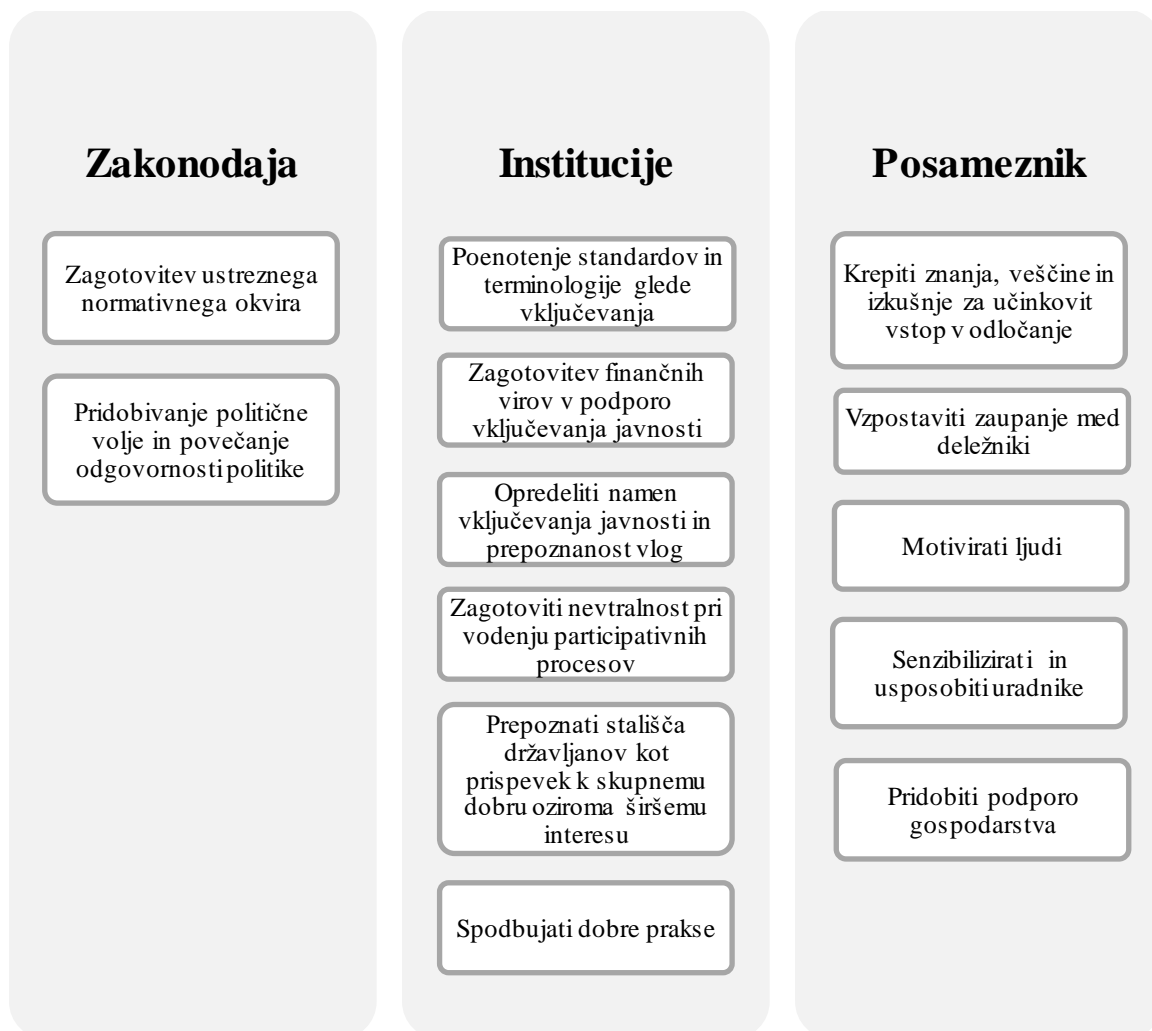 Zakonodaja
Zagotovitev ustreznega
normativnega okvira
Pridobivanje politične
volje in povečanje
odgovornosti politike
Institucije
Poenotenje standardov in
terminologije glede
vključevanja
Zagotovitev finančnih
virov v podporo
vključevanja javnosti
Opredeliti namen
vključevanja javnosti in
prepoznanost vlog
Zagotoviti nevtralnost pri
vodenju participativnih
procesov
Prepoznati stališča
državljanov kot
prispevek k skupnemu
dobru oziroma širšemu
interesu
Spodbujati dobre prakse
Posameznik
Krepiti znanja, veščine in
izkušnje za učinkovit
vstop v odločanje
Vzpostaviti zaupanje med
deležniki
Motivirati ljudi
Senzibilizirati in
usposobiti uradnike
Pridobiti podporo
gospodarstva